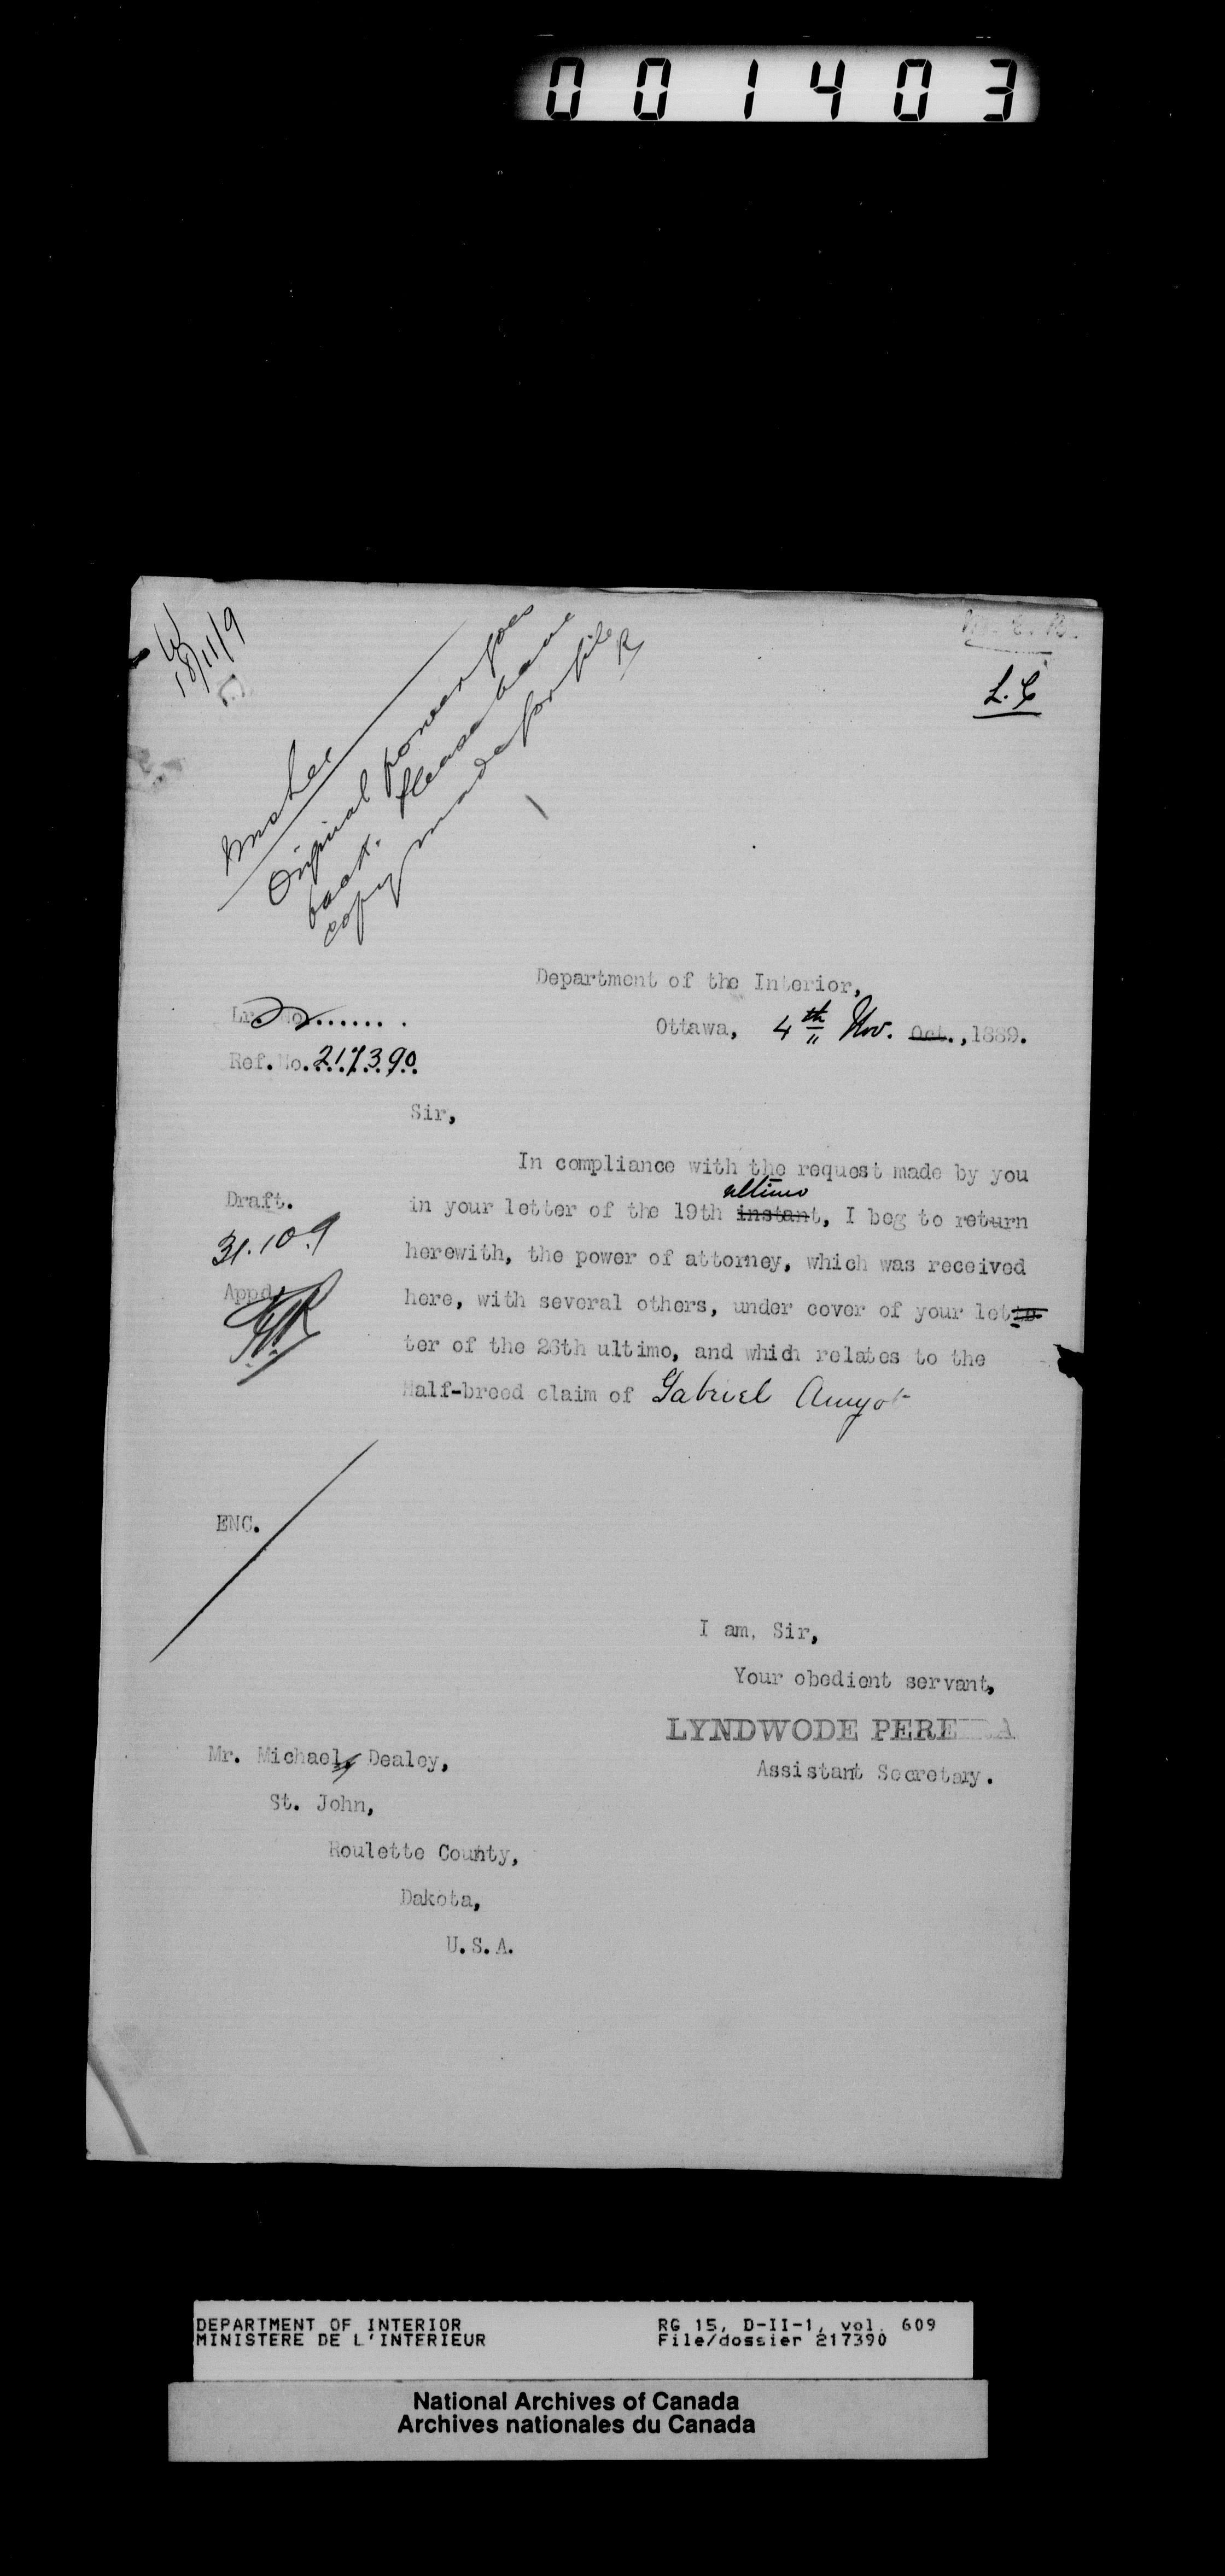 001403
18/11/9
L.C
Original power goes
back. Please have
copy made for file
R
Department of the Interior,
Lr. No.......
Ottawa, 4th Nov. Oct., 1889.
Ref. No. 217390
Sir,
In compliance with the request made by you
ultimo
in your letter of the 19th instant, I beg to return
Draft.
31.10.9
herewith, the power of attorney, which was received
Appd.
here, with several others, under cover of your let
ter of the 26th ultimo, and which relates to the
Half-breed claim of Gabriel Amyot
ENC.
I am, Sir,
Your obedient servant,
LYNDWODE PEREIRA
Assistant Secretary.
Mr. Michael Dealey,
St. John,
Roulette County,
Dakota,
U.S.A.
DEPARTMENT OF INTERIOR
MINISTERE DE L'INTERIEUR
RG 15, D-II-1, vol. 609
File/dossier 217390
National Archives of Canada
Archives nationales du Canada